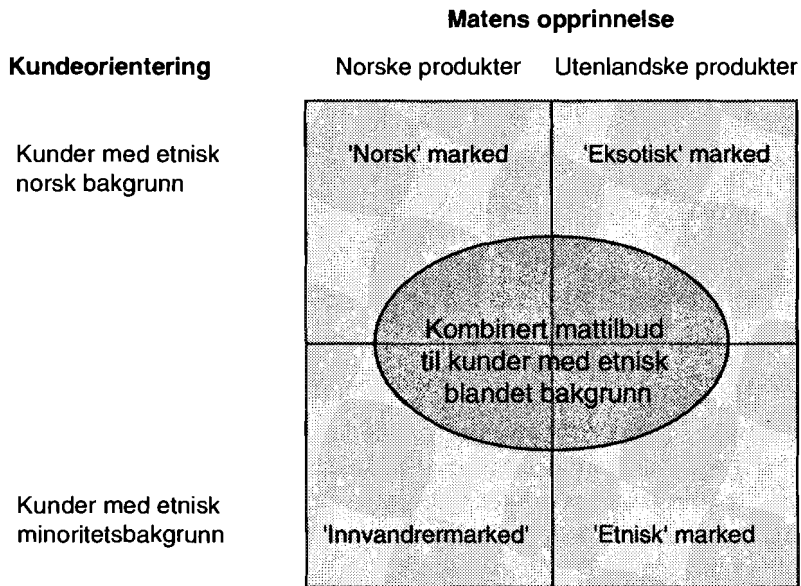 Matens opprinnelse
Kundeorientering
Norske produkter
Utenlandske produkter
Kunder med etnisk
norsk bakgrunn
'Norsk' marked
'Eksotisk' marked
Kombinert mattilbud
til kunder med etnisk
blandet bakgrunn
Kunder med etnisk
minoritetsbakgrunn
'Innvandrermarked'
'Etnisk' marked